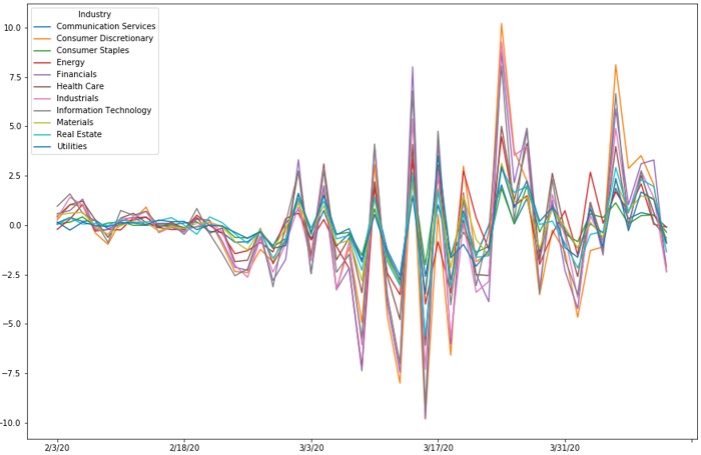 Industry
Communication Services
Consumer Discretionary
Consumer Staples
Energy
Financials
Health Care
Industrials
Information Technology
Materials
Real Estate
Utilities
10.0
7.5
5.0
2.5
0.0
−2.5
−5.0
−7.5
−10.0
2/3/20 2/18/20 3/3/20 3/17/20 3/31/20